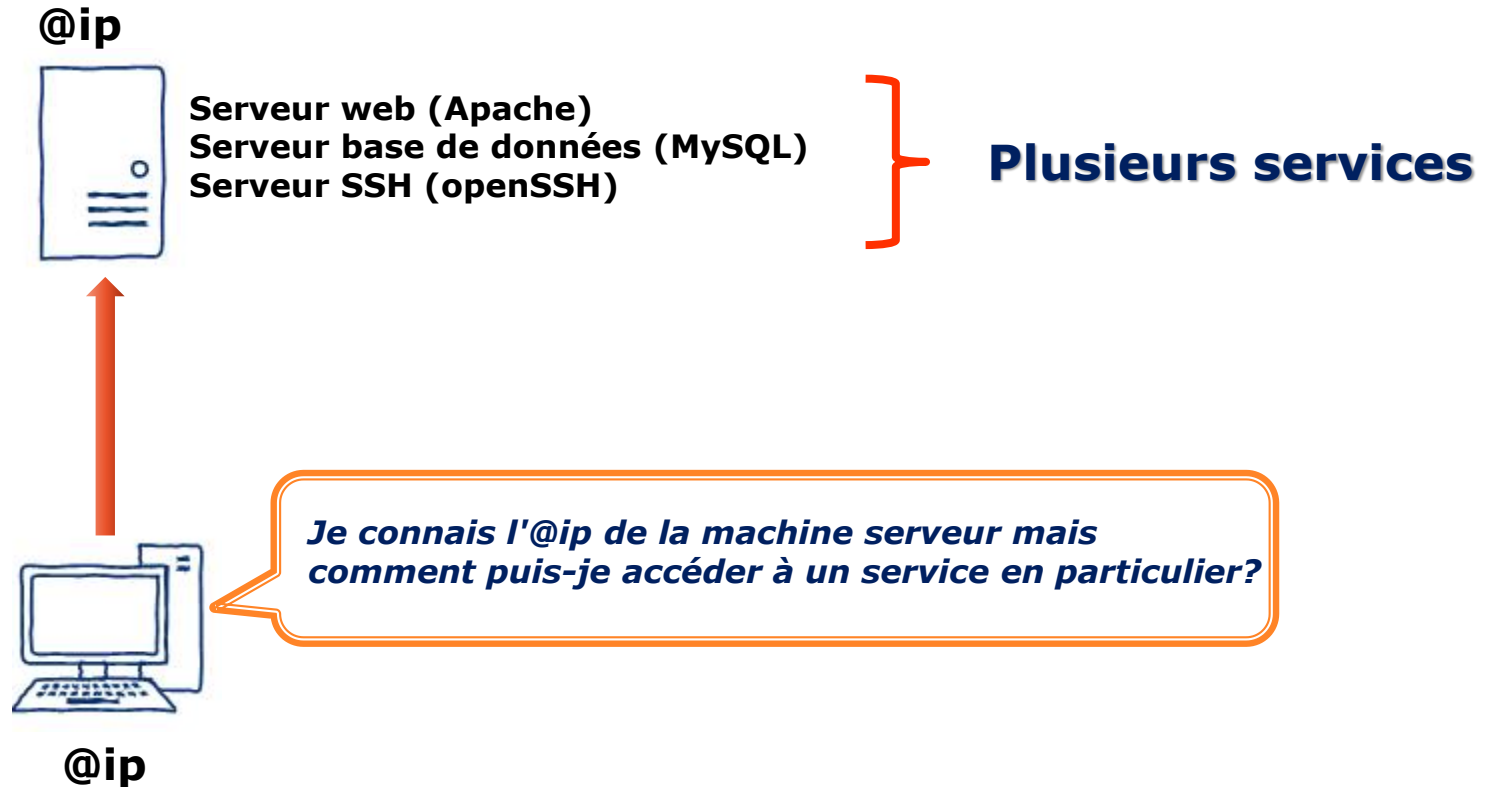 @ip
Serveur web (Apache)
Serveur base de données (MySQL)
Serveur SSH (openSSH)
Plusieurs services
Je connais l'@ip de la machine serveur mais
comment puis-je accéder à un service en particulier?
@ip